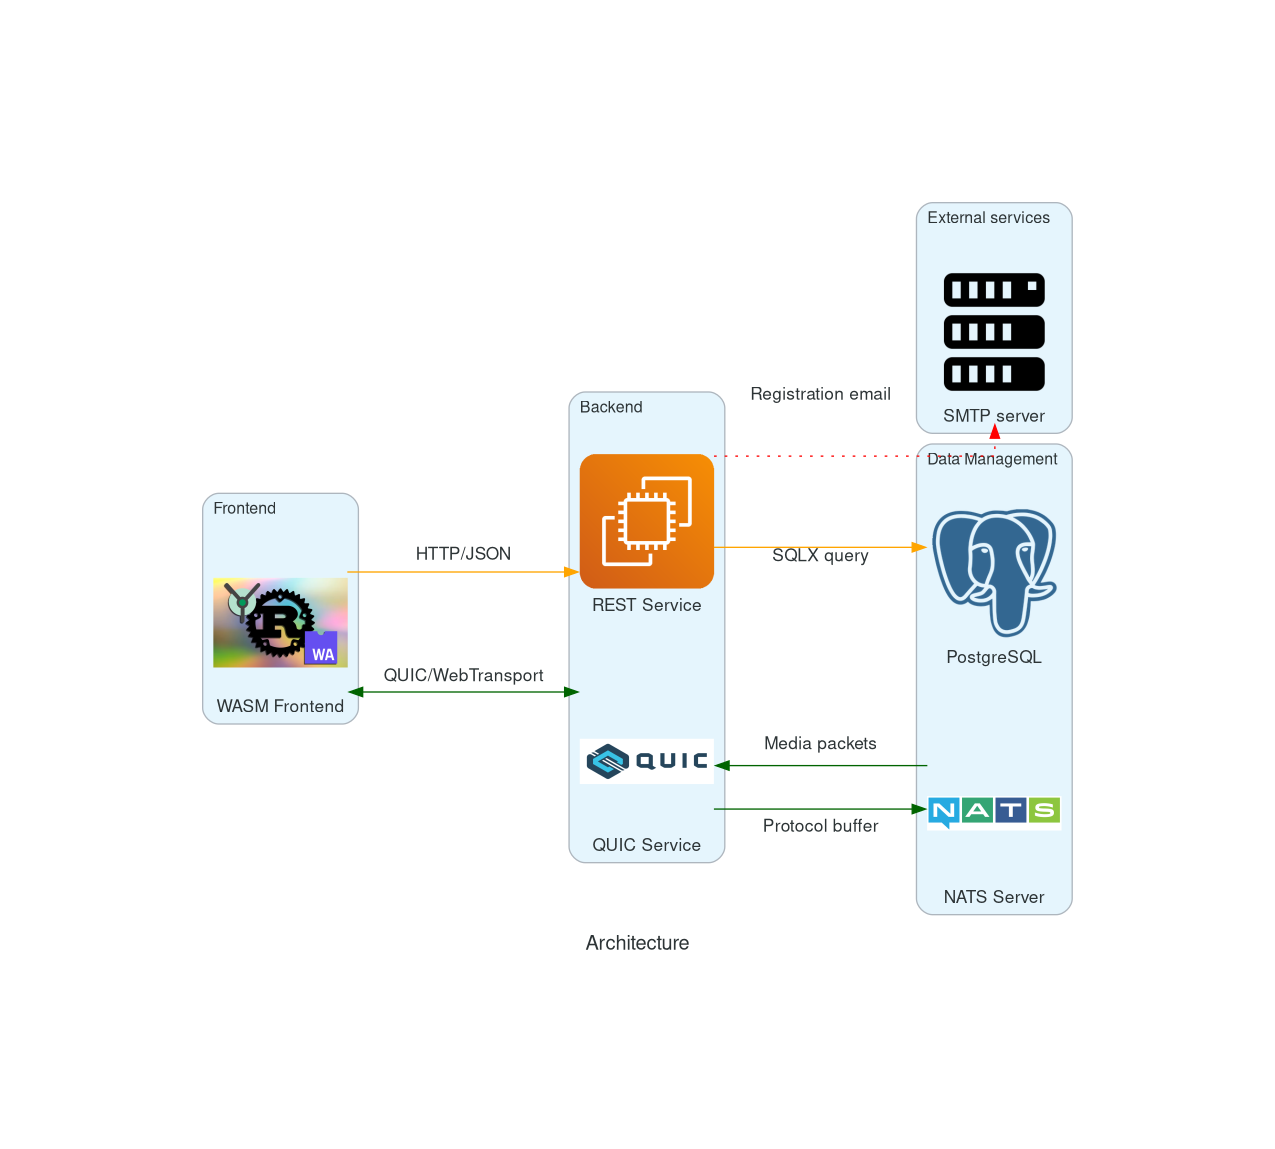 External services
SMTP server
Registration email
Backend
REST Service
Data Management
SQLX query
PostgreSQL
Frontend
HTTP/JSON
R
WA
WASM Frontend
QUIC/WebTransport
Media packets
QUIC
Protocol buffer
NATS
QUIC Service
NATS Server
Architecture